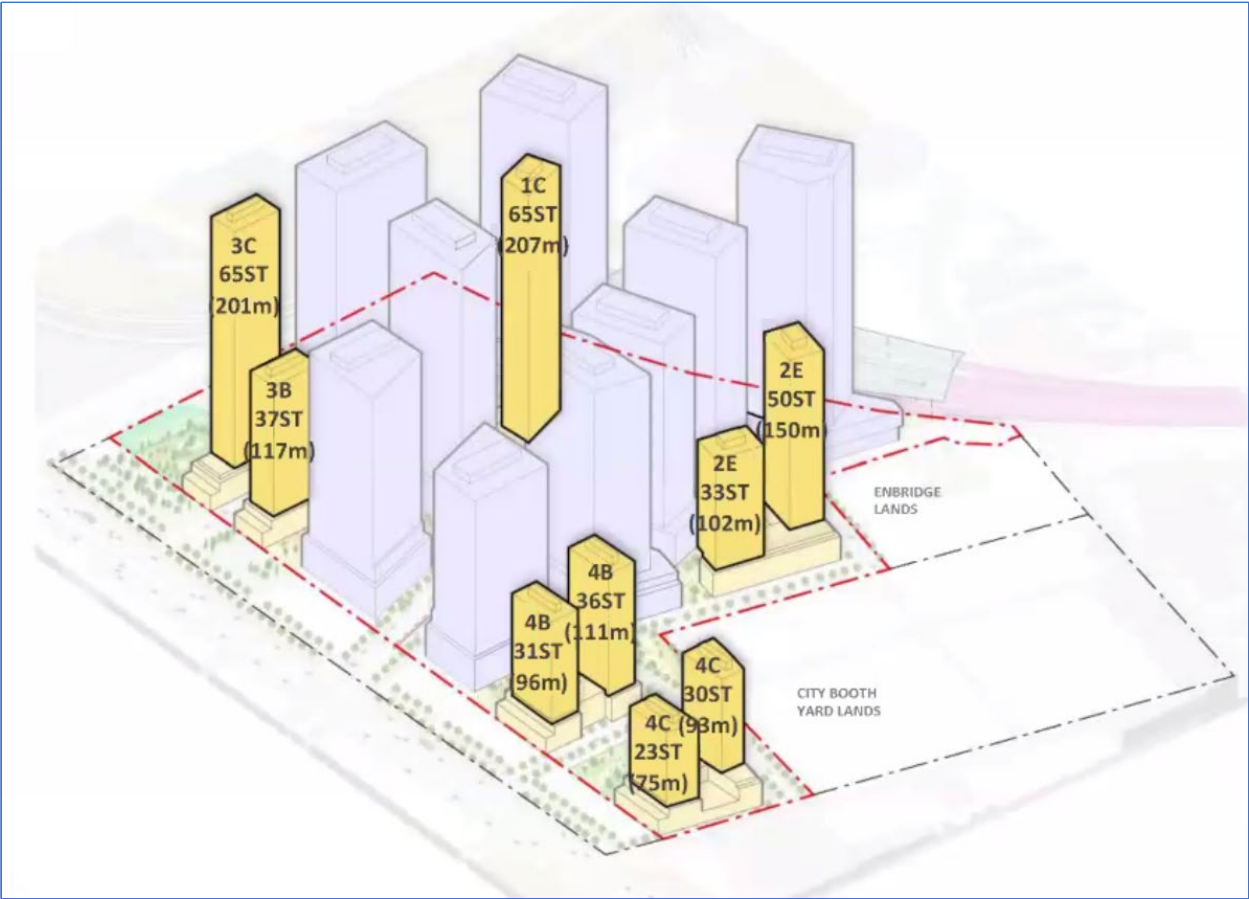 1C
65ST
(207m)
3C
65ST
(201m)
3B
37ST
(117m)
2E
50ST
(150m)
2E
33ST
(102m)
ENBRIDGE
LANDS
4B
36ST
(111m)
4B
31ST
(96m)
4C
30ST
(93m)
4C
23ST
(75m)
CITY BOOTH
YARD LANDS